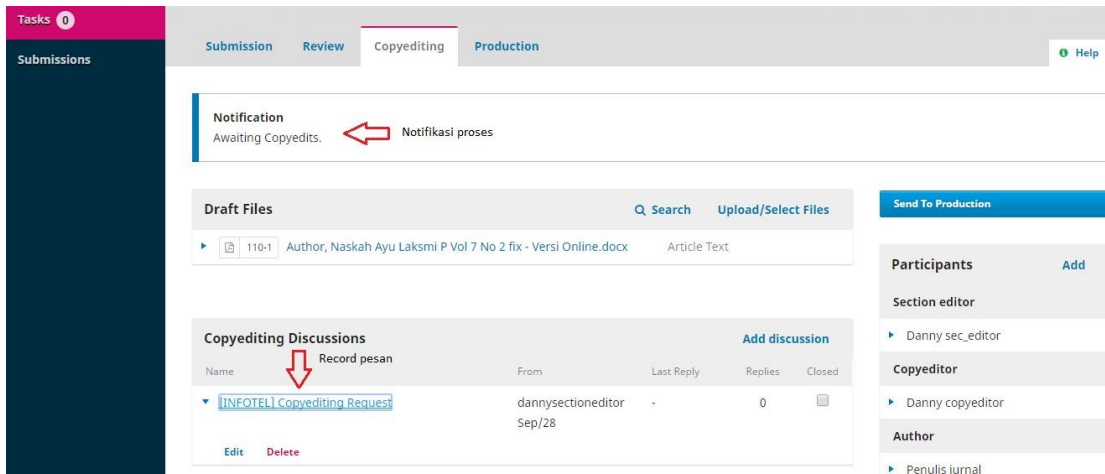 Tasks 0
Submissions
Submission Review Copyediting Production
Help
Notification
Awaiting Copyedits.
Notifikasi proses
Draft Files Search Upload/Select Files
110-1 Author, Naskah Ayu Laksmi P Vol 7 No 2 fix - Versi Online.docx Article Text
Copyediting Discussions Add discussion
Record pesan
Name From Last Reply Replies Closed
[INFOTEL] Copyediting Request dannysectioneditor - 0
Sep/28
Edit Delete
Send To Production
Participants Add
Section editor
Danny sec_editor
Copyeditor
Danny copyeditor
Author
Penulis jurnal